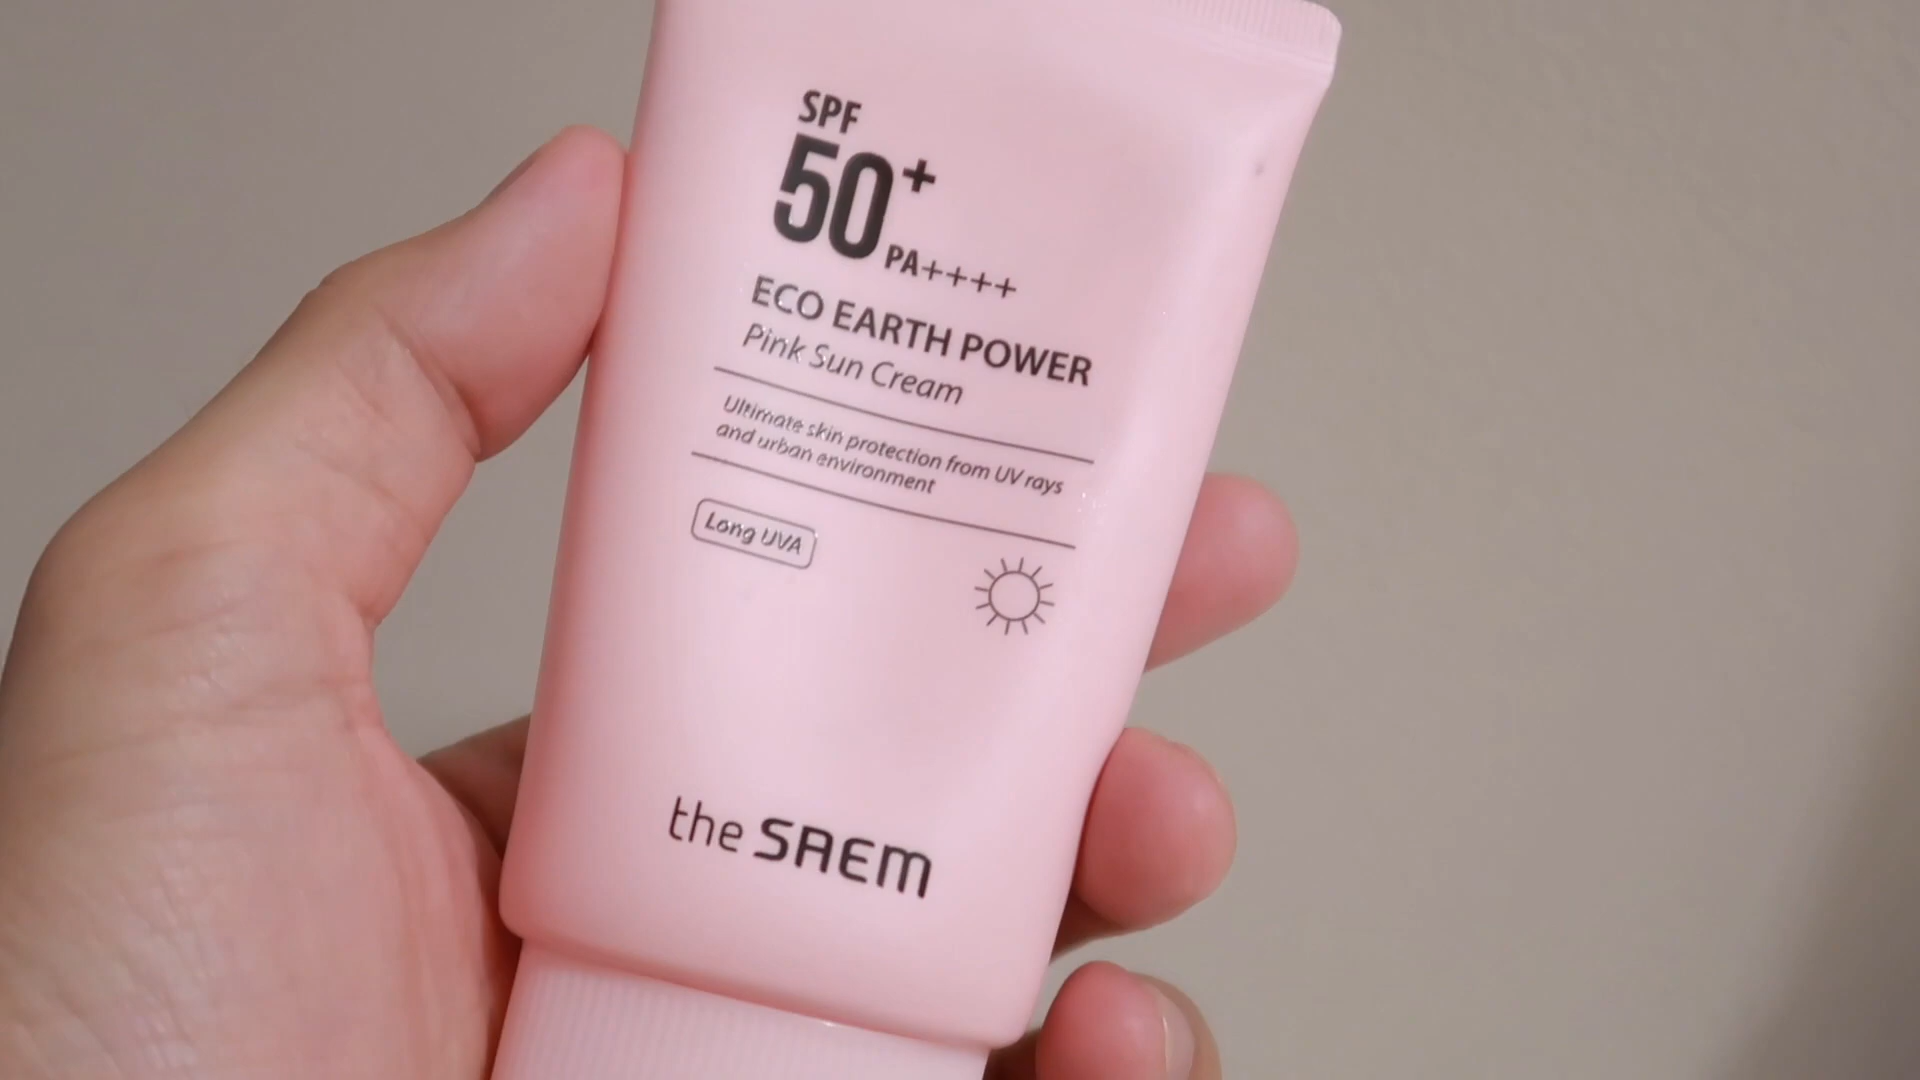 SPF
50+
PA++++
ECO EARTH POWER
Pink Sun Cream
Ultimate skin protection from UV rays
and urban environment
Long UVA
the SAEM